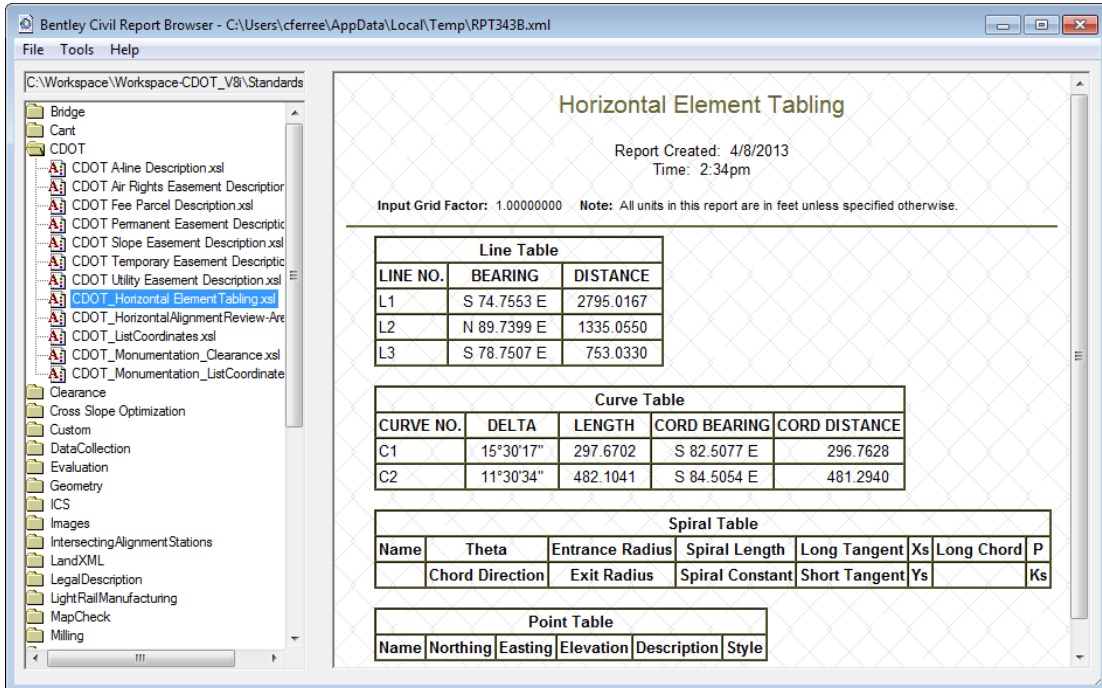 Bentley Civil Report Browser - C:\Users\cferree\AppData\Local\Temp\RPT343B.xml
File Tools Help
C:\Workspace\Workspace-CDOT_V8i\Standards
Bridge
Cant
CDOT
CDOT A-line Description.xsl
CDOT Air Rights Easement Descriptior
CDOT Fee Parcel Description.xsl
CDOT Permanent Easement Descriptic
CDOT Slope Easement Description.xsl
CDOT Temporary Easement Descriptic
CDOT Utility Easement Description.xsl
CDOT_Horizontal ElementTabling.xsl
CDOT_HorizontalAlignmentReview-Are
CDOT_ListCoordinates.xsl
CDOT_Monumentation_Clearance.xsl
CDOT_Monumentation_ListCoordinate
Clearance
Cross Slope Optimization
Custom
DataCollection
Evaluation
Geometry
ICS
Images
IntersectingAlignmentStations
LandXML
LegalDescription
LightRailManufacturing
MapCheck
Milling
Horizontal Element Tabling
Report Created: 4/8/2013
Time: 2:34pm
Input Grid Factor: 1.00000000 Note: All units in this report are in feet unless specified otherwise.
Line Table
LINE NO. BEARING DISTANCE
L1 S 74.7553 E 2795.0167
L2 N 89.7399 E 1335.0550
L3 S 78.7507 E 753.0330
Curve Table
CURVE NO. DELTA LENGTH CORD BEARING CORD DISTANCE
C1 15°30'17" 297.6702 S 82.5077 E 296.7628
C2 11°30'34" 482.1041 S 84.5054 E 481.2940
Spiral Table
Name Theta Entrance Radius Spiral Length Long Tangent Xs Long Chord P
Chord Direction Exit Radius Spiral Constant Short Tangent Ys Ks
Point Table
Name Northing Easting Elevation Description Style